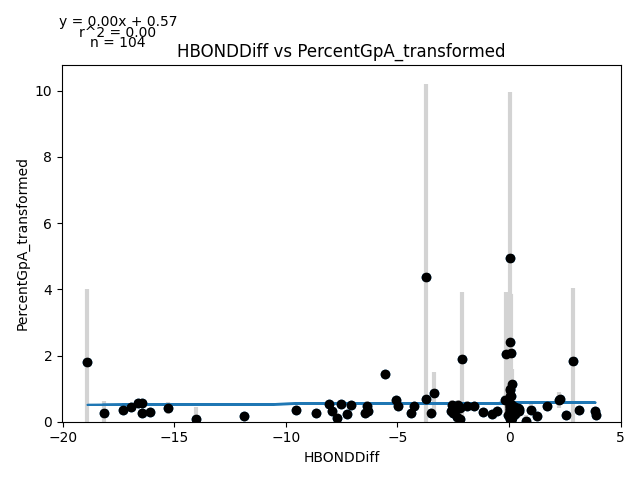 y = 0.00x + 0.57
r^2 = 0.00
n = 104
HBONDDiff vs PercentGpA_transformed
PercentGpA_transformed
10
8
6
4
2
0
−20
−15
−10
−5
0
5
HBONDDiff